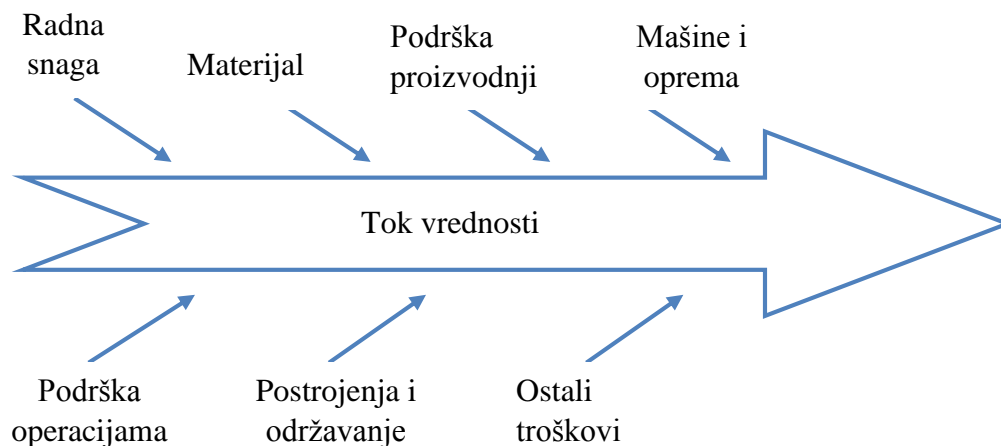 Radna
snaga
Materijal
Podrška
proizvodnji
Mašine i
oprema
Tok vrednosti
Podrška
operacijama
Postrojenja i
održavanje
Ostali
troškovi